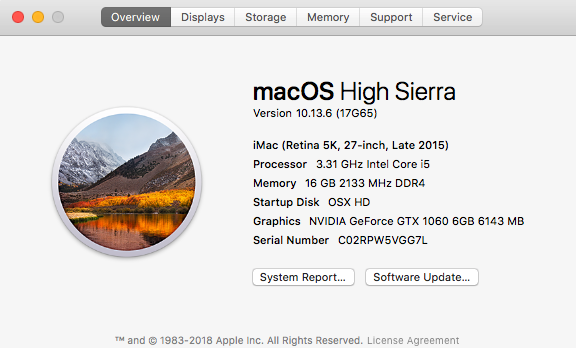 Overview Displays Storage Memory Support Service
macOS High Sierra
Version 10.13.6 (17G65)
iMac (Retina 5K, 27-inch, Late 2015)
Processor 3.31 GHz Intel Core i5
Memory 16 GB 2133 MHz DDR4
Startup Disk OSX HD
Graphics NVIDIA GeForce GTX 1060 6GB 6143 MB
Serial Number C02RPW5VGG7L
System Report... Software Update...
™ and © 1983-2018 Apple Inc. All Rights Reserved. License Agreement